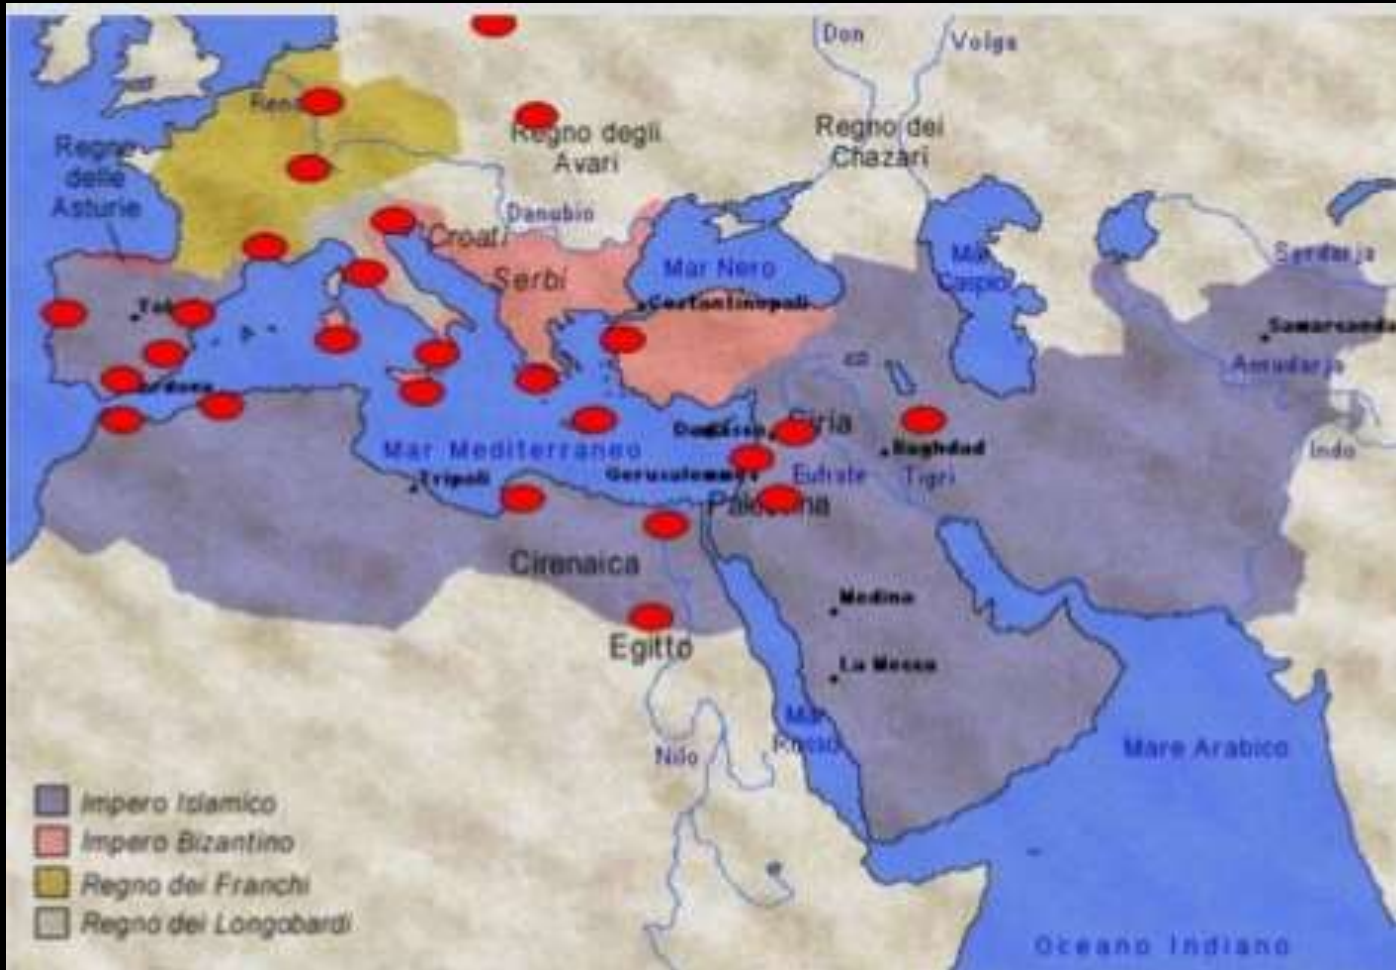 Don
Volga
Regno degli
Avari
Regno dei
Chazari
Regno
delle
Asturie
Danubio
Croati
Serbi
Mar Nero
Costantinopoli
Mar
Caspio
Serdarja
Samarcanda
Amudarja
Indo
Siria
Baghdad
Mar Mediterraneo
Gerusalemme
Eufrate
Tigri
Tripoli
Cirenaica
Egitto
Medina
La Mecca
Mar
Rosso
Nilo
Mare Arabico
Oceano Indiano
Impero Islamico
Impero Bizantino
Regno dei Franchi
Regno dei Longobardi